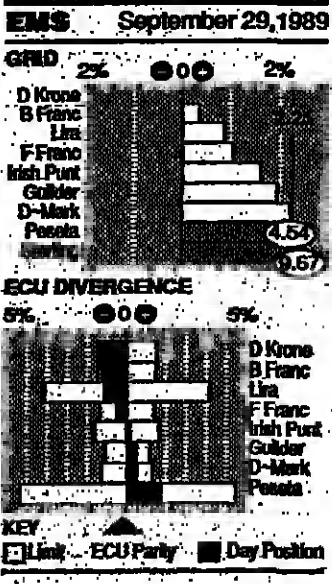 EMS September 29,1989
GRID
2% 0 2%
D Krone
B Franc
Lira
F Franc
Irish Punt
Guilder
D-Mark
Peseta
4.54
9.67
ECU DIVERGENCE
5% 0 5%
D Krone
B Franc
Lira
F Franc
Irish Punt
Guilder
D-Mark
Peseta
KEY
Limit ECU Parity Day Position